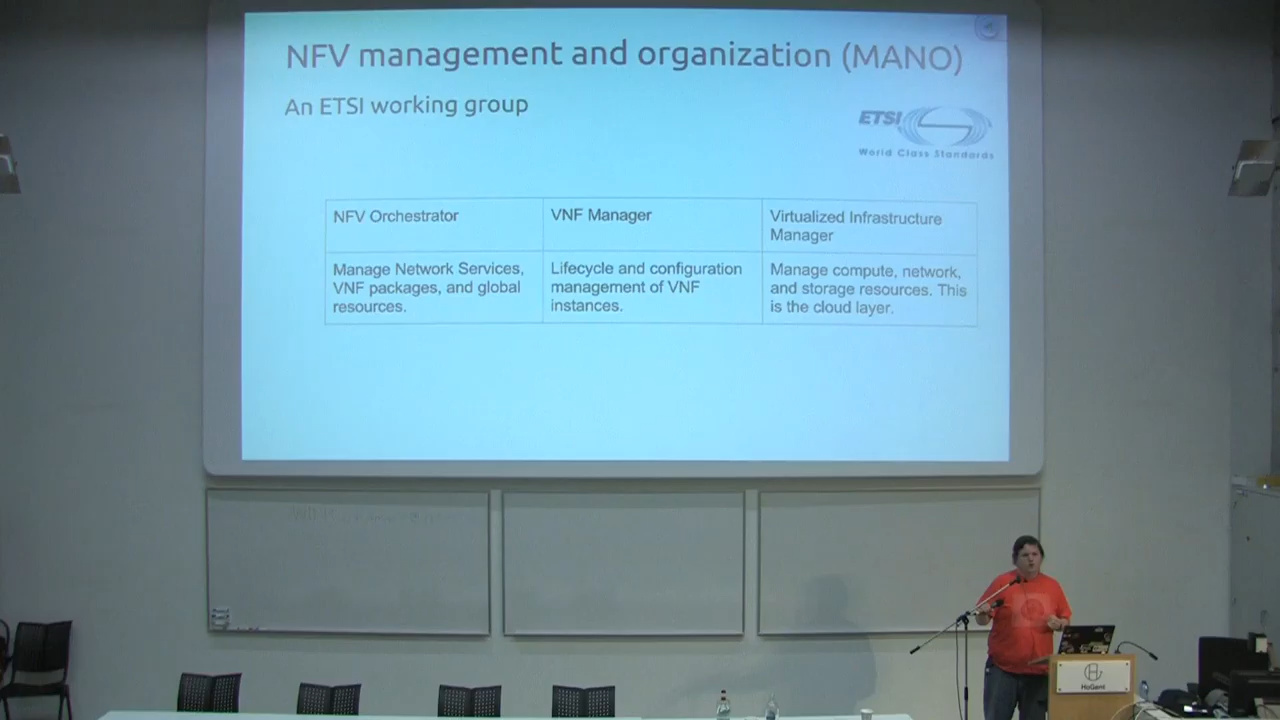 NFV management and organization (MANO)
An ETSI working group
ETSI
World Class Standards
NFV Orchestrator
VNF Manager
Virtualized Infrastructure
Manager
Manage Network Services,
VNF packages, and global
resources.
Lifecycle and configuration
management of VNF
instances.
Manage compute, network,
and storage resources. This
is the cloud layer.
HoGent